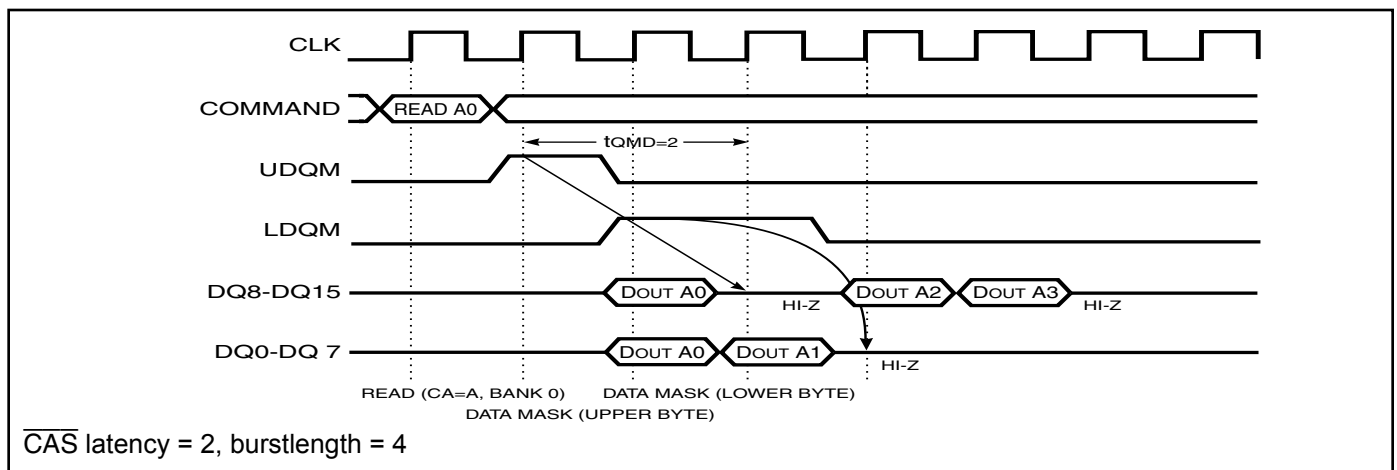 CLK
COMMAND
READ A0
tQMD=2
UDQM
LDQM
DQ8-DQ15
DOUT A0
HI-Z
DOUT A2
DOUT A3
HI-Z
DQ0-DQ 7
DOUT A0
DOUT A1
HI-Z
READ (CA=A, BANK 0)
DATA MASK (LOWER BYTE)
DATA MASK (UPPER BYTE)
CAS latency = 2, burstlength = 4